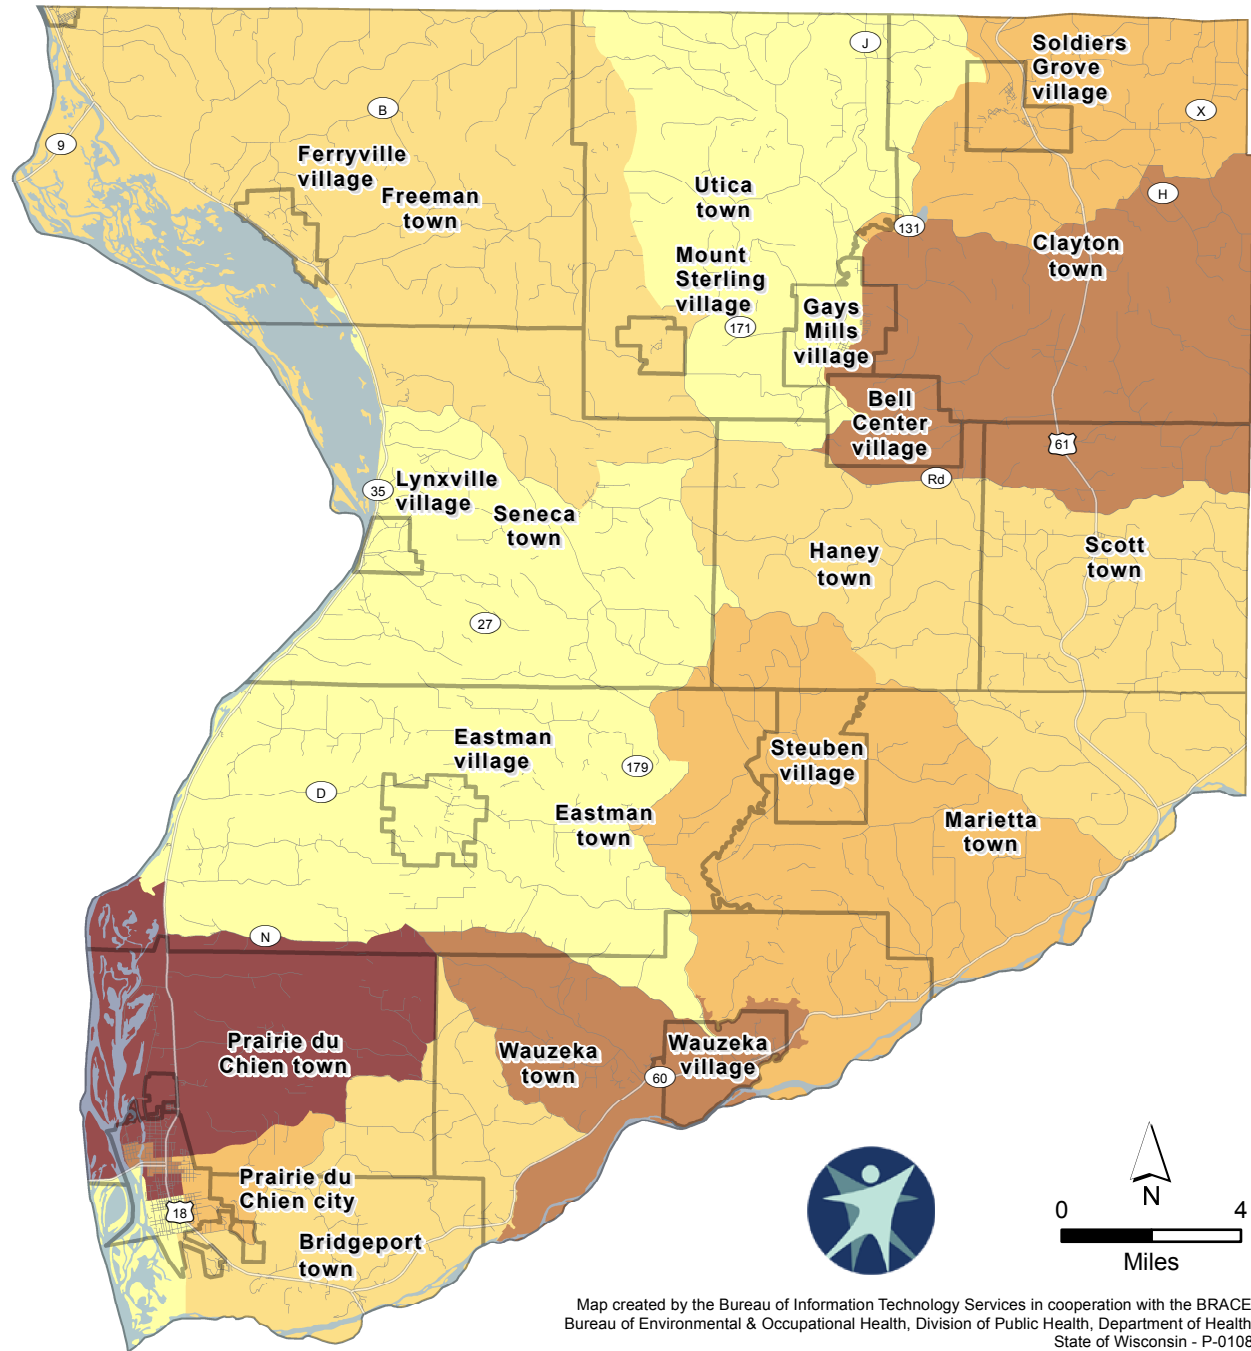 J
Soldiers
Grove
village
X
B
9
Ferryville
village
Freeman
town
Utica
town
H
131
Clayton
town
Mount
Sterling
village
171
Gays
Mills
village
Bell
Center
village
61
Rd
35
Lynxville
village
Seneca
town
Haney
town
Scott
town
27
Eastman
village
179
Steuben
village
D
Eastman
town
Marietta
town
N
Prairie du
Chien town
Wauzeka
town
Wauzeka
village
60
Prairie du
Chien city
18
Bridgeport
town
N
0 4
Miles
Map created by the Bureau of Information Technology Services in cooperation with the BRACE
Bureau of Environmental & Occupational Health, Division of Public Health, Department of Health
State of Wisconsin - P-0108